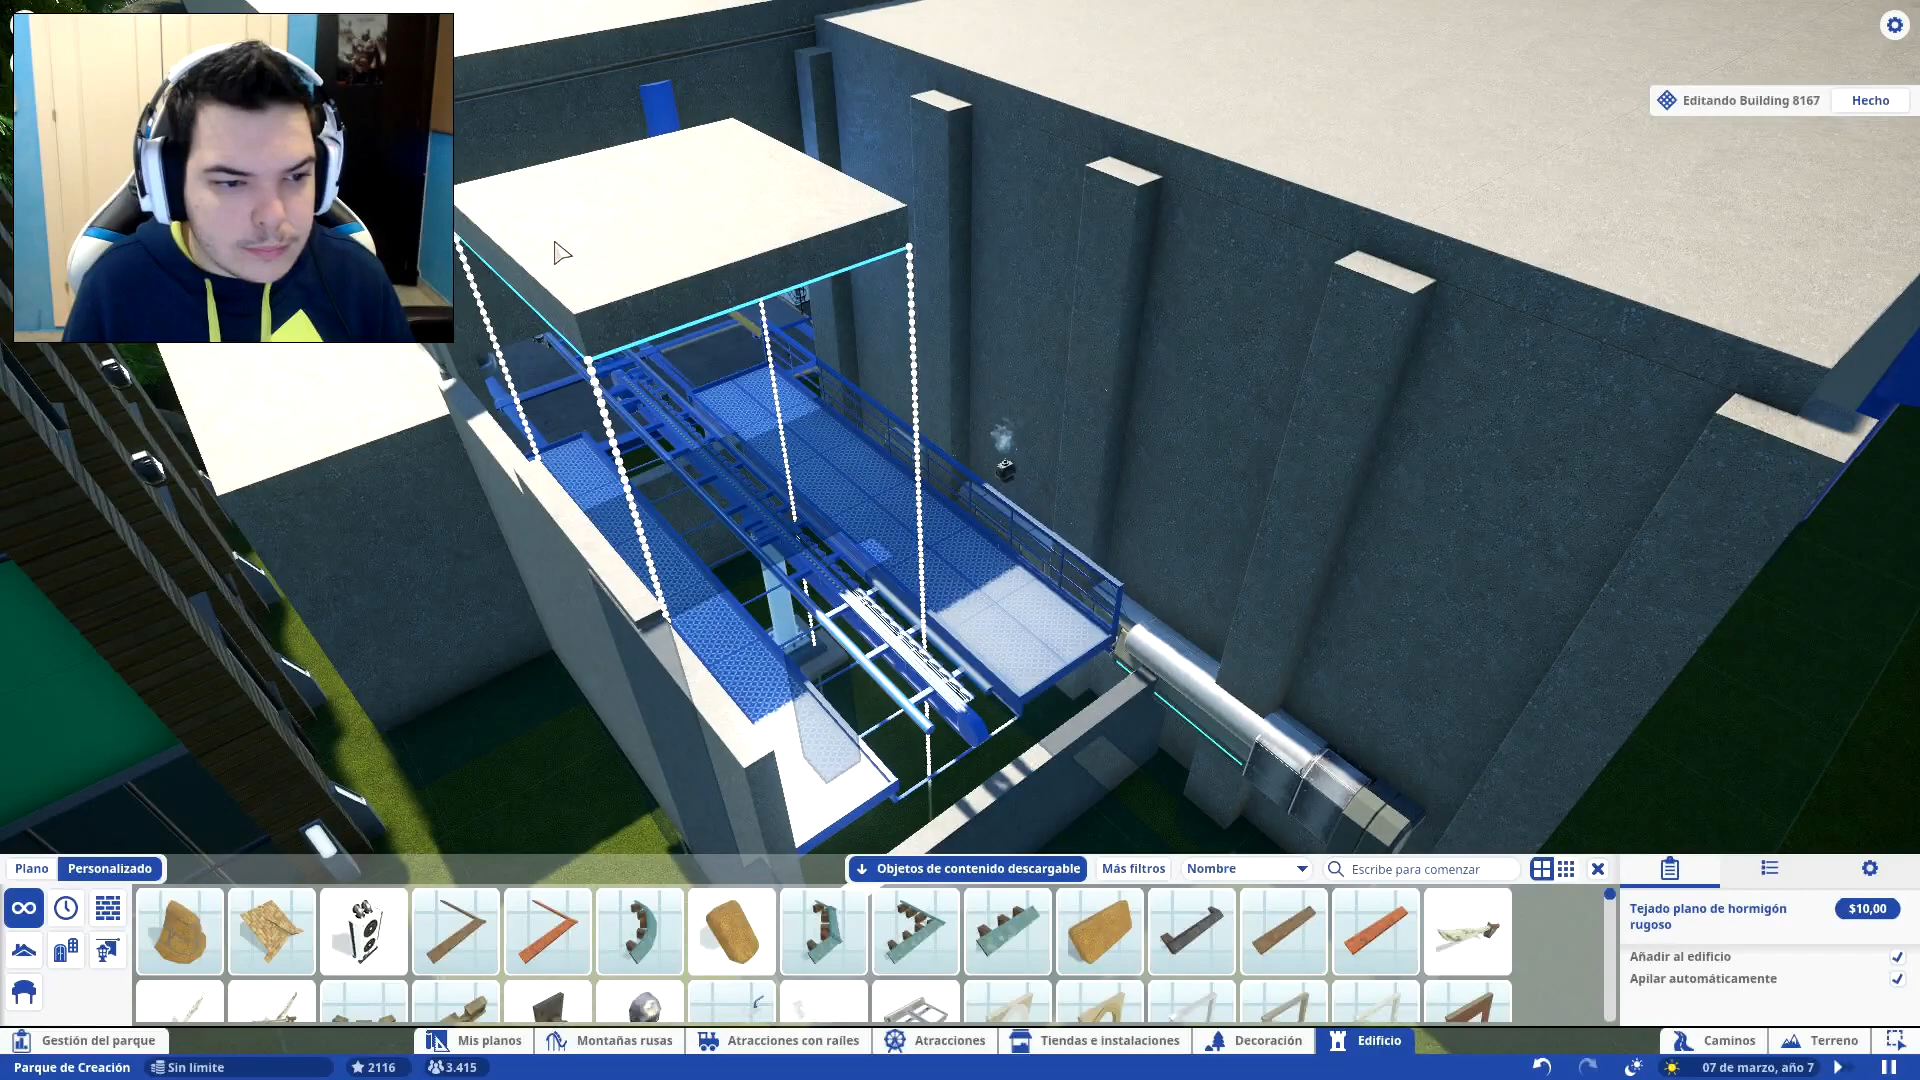 Editando Building 8167
Hecho
Plano
Personalizado
Objetos de contenido descargable
Más filtros
Nombre
Escribe para comenzar
Tejado plano de hormigón rugoso
$10,00
Añadir al edificio
Apilar automáticamente
Gestión del parque
Mis planos
Montañas rusas
Atracciones con raíles
Atracciones
Tiendas e instalaciones
Decoración
Edificio
Caminos
Terreno
Parque de Creación
Sin límite
2116
3.415
07 de marzo, año 7